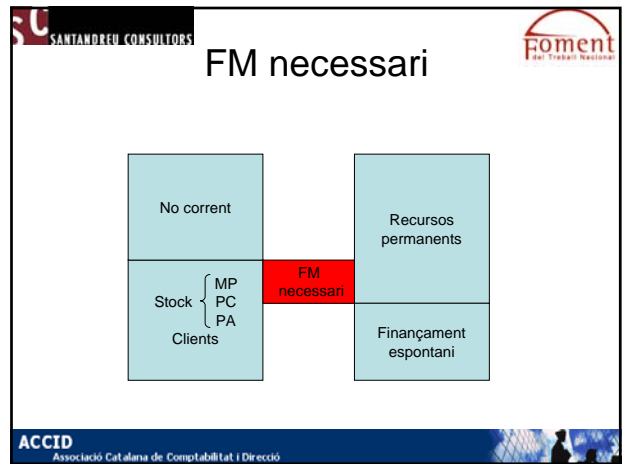 SANTANDREU CONSULTORS
FM necessari
Foment
del Treball Nacional
No corrent
Stock
MP
PC
PA
Clients
FM
necessari
Recursos
permanents
Finançament
espontani
ACCID
Associació Catalana de Comptabilitat i Direcció